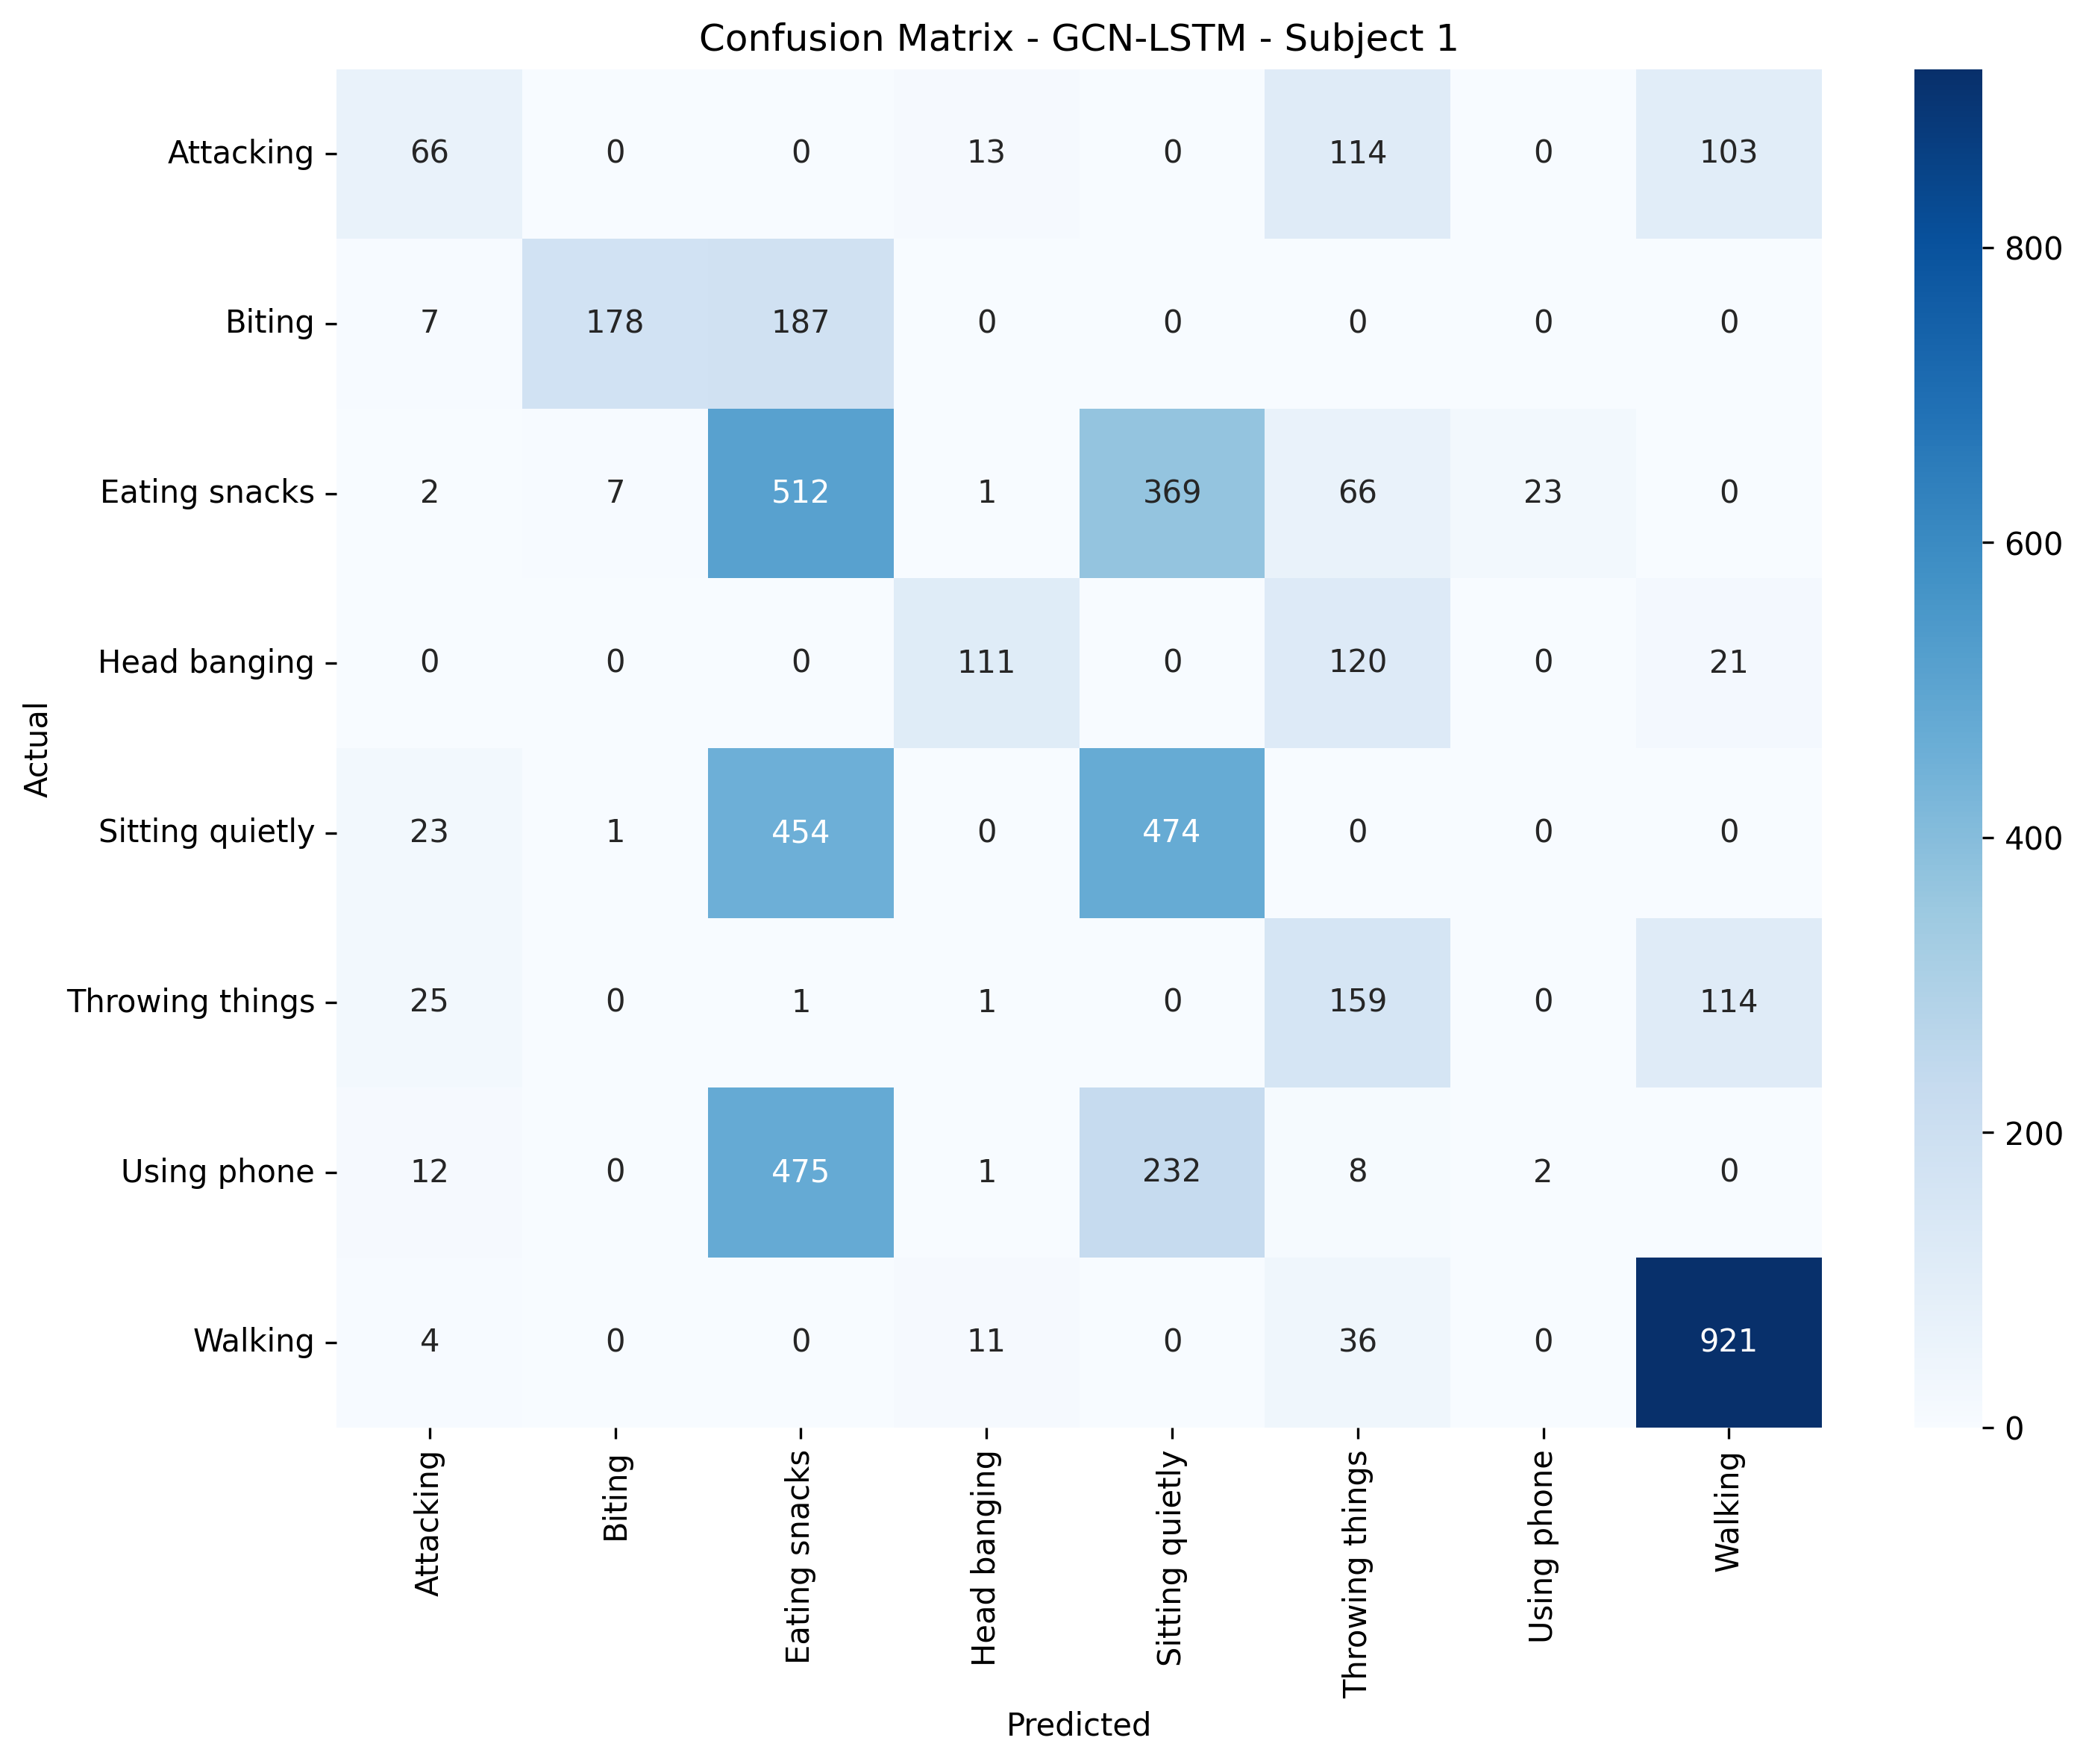 Confusion Matrix - GCN-LSTM - Subject 1
Attacking 66 0 0 13 0 114 0 103
Biting 7 178 187 0 0 0 0 0
Eating snacks 2 7 512 1 369 66 23 0
Head banging 0 0 0 111 0 120 0 21
Sitting quietly 23 1 454 0 474 0 0 0
Throwing things 25 0 1 1 0 159 0 114
Using phone 12 0 475 1 232 8 2 0
Walking 4 0 0 11 0 36 0 921
Actual
Attacking Biting Eating snacks Head banging Sitting quietly Throwing things Using phone Walking
Predicted
800
600
400
200
0